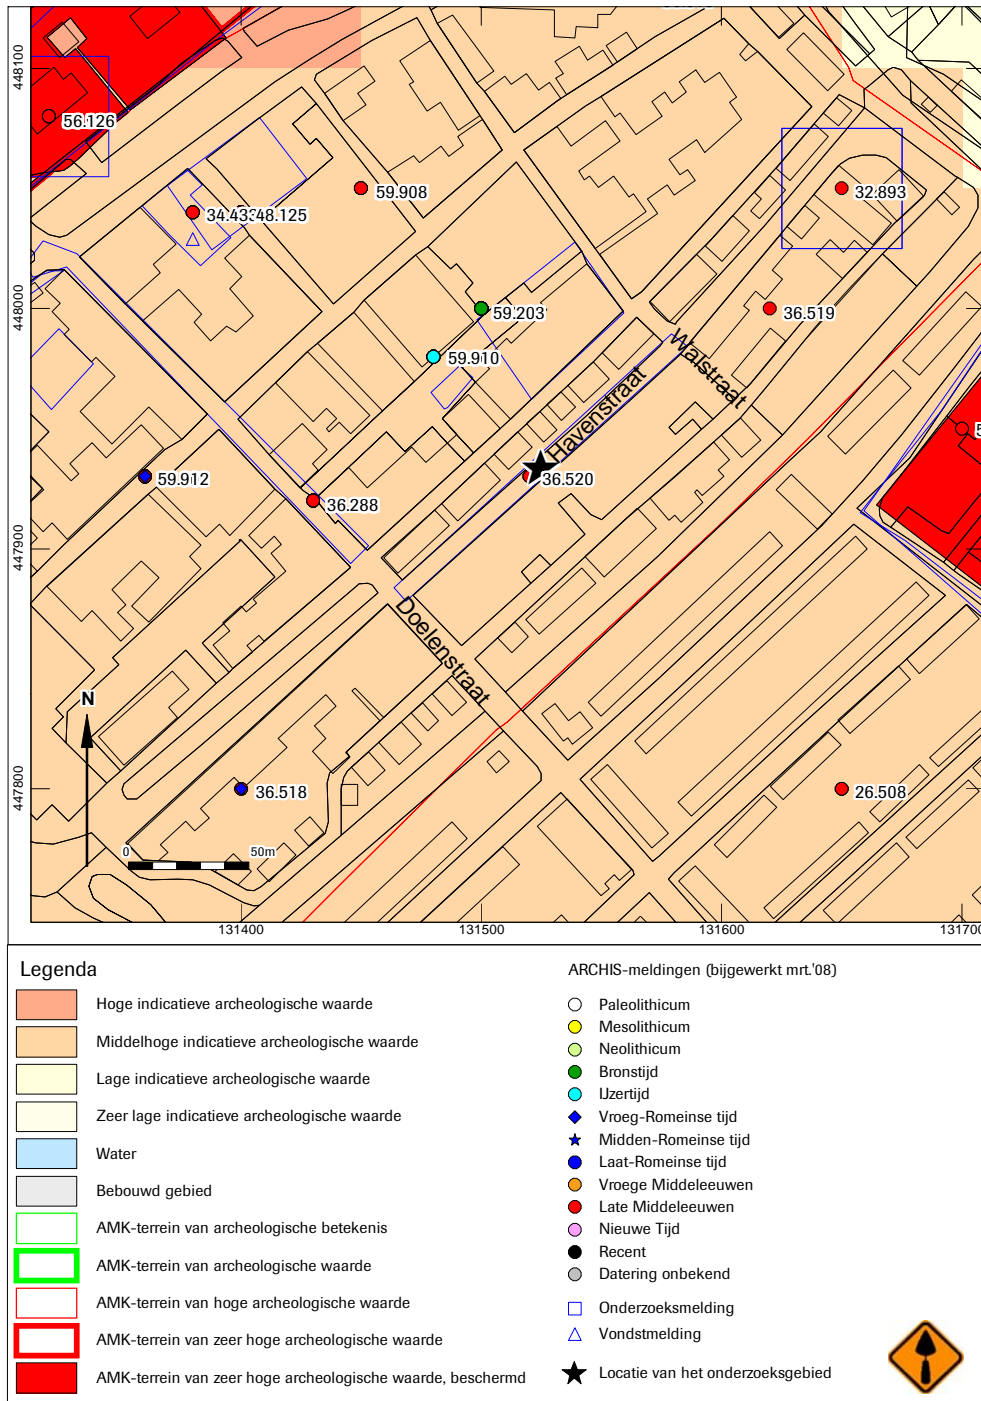 448100
56.126
59.908
32.893
34.433
48.125
448000
59.203
36.519
59.910
Walstraat
Havenstraat
59.912
36.520
36.288
447900
Doelenstraat
N
447800
36.518
26.508
0
50m
131400
131500
131600
Legenda
Hoge indicatieve archeologische waarde
Middelhoge indicatieve archeologische waarde
Lage indicatieve archeologische waarde
Zeer lage indicatieve archeologische waarde
Water
Bebouwd gebied
AMK-terrein van archeologische betekenis
AMK-terrein van archeologische waarde
AMK-terrein van hoge archeologische waarde
AMK-terrein van zeer hoge archeologische waarde
AMK-terrein van zeer hoge archeologische waarde, beschermd
ARCHIS-meldingen (bijgewerkt mrt.'08)
Paleolithicum
Mesolithicum
Neolithicum
Bronstijd
IJzertijd
Vroeg-Romeinse tijd
Midden-Romeinse tijd
Laat-Romeinse tijd
Vroege Middeleeuwen
Late Middeleeuwen
Nieuwe Tijd
Recent
Datering onbekend
Onderzoeksmelding
Vondstmelding
Locatie van het onderzoeksgebied